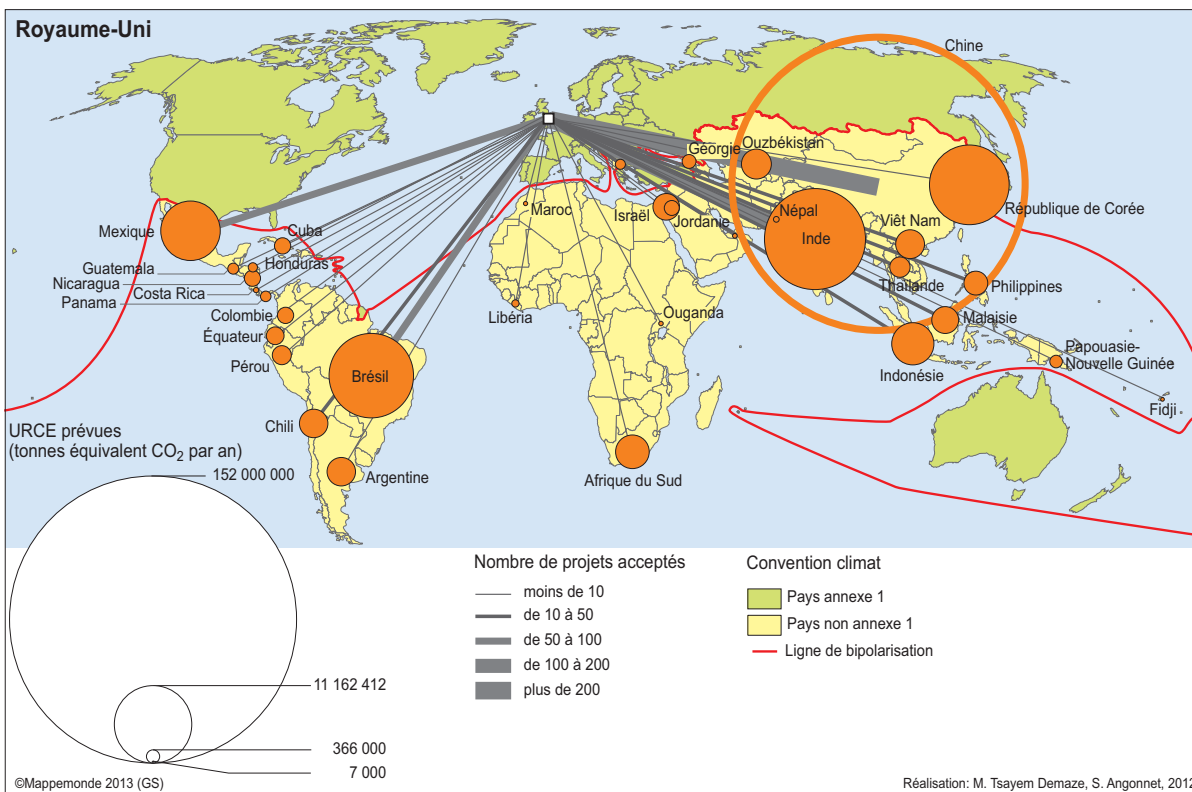 Royaume-Uni
Chine
Géorgie
Ouzbékistan
République de Corée
Maroc
Israël
Jordanie
Népal
Inde
Viêt Nam
Mexique
Cuba
Guatemala
Honduras
Nicaragua
Costa Rica
Panama
Thaïlande
Philippines
Colombie
Libéria
Ouganda
Malaisie
Équateur
Pérou
Brésil
Indonésie
Papouasie-
Nouvelle Guinée
Fidji
Chili
Argentine
Afrique du Sud
URCE prévues
(tonnes équivalent CO₂ par an)
152 000 000
11 162 412
366 000
7 000
Nombre de projets acceptés
moins de 10
de 10 à 50
de 50 à 100
de 100 à 200
plus de 200
Convention climat
Pays annexe 1
Pays non annexe 1
Ligne de bipolarisation
©Mappemonde 2013 (GS)
Réalisation: M. Tsayem Demaze, S. Angonnet, 2012